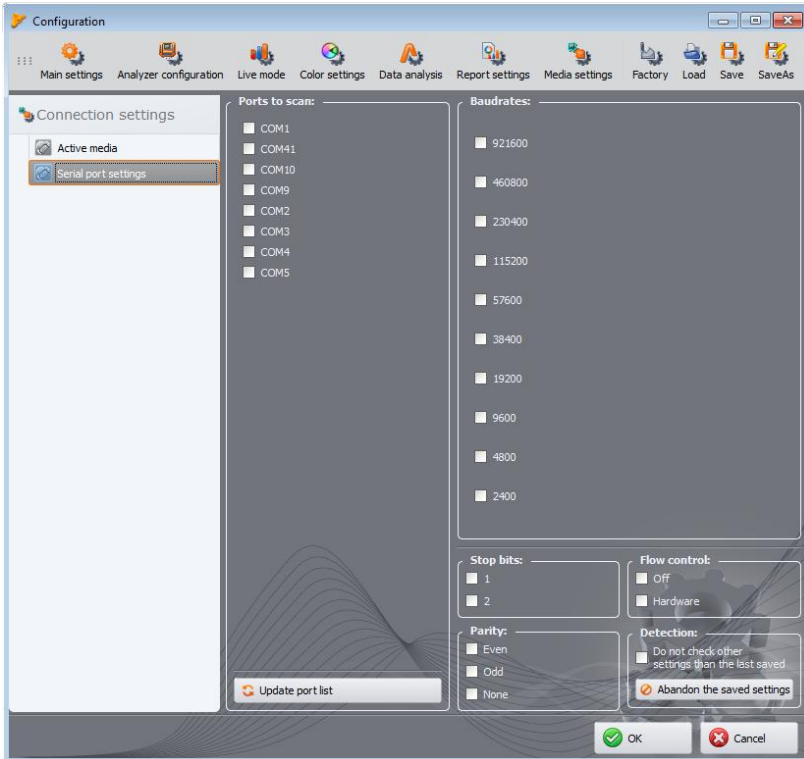 Configuration
Main settings
Analyzer configuration
Live mode
Color settings
Data analysis
Report settings
Media settings
Factory
Load
Save
SaveAs
Connection settings
Active media
Serial port settings
Ports to scan:
COM1
COM41
COM10
COM9
COM2
COM3
COM4
COM5
Update port list
Baudrates:
921600
460800
230400
115200
57600
38400
19200
9600
4800
2400
Stop bits:
1
2
Flow control:
Off
Hardware
Parity:
Even
Odd
None
Detection:
Do not check other
settings than the last saved
Abandon the saved settings
OK
Cancel